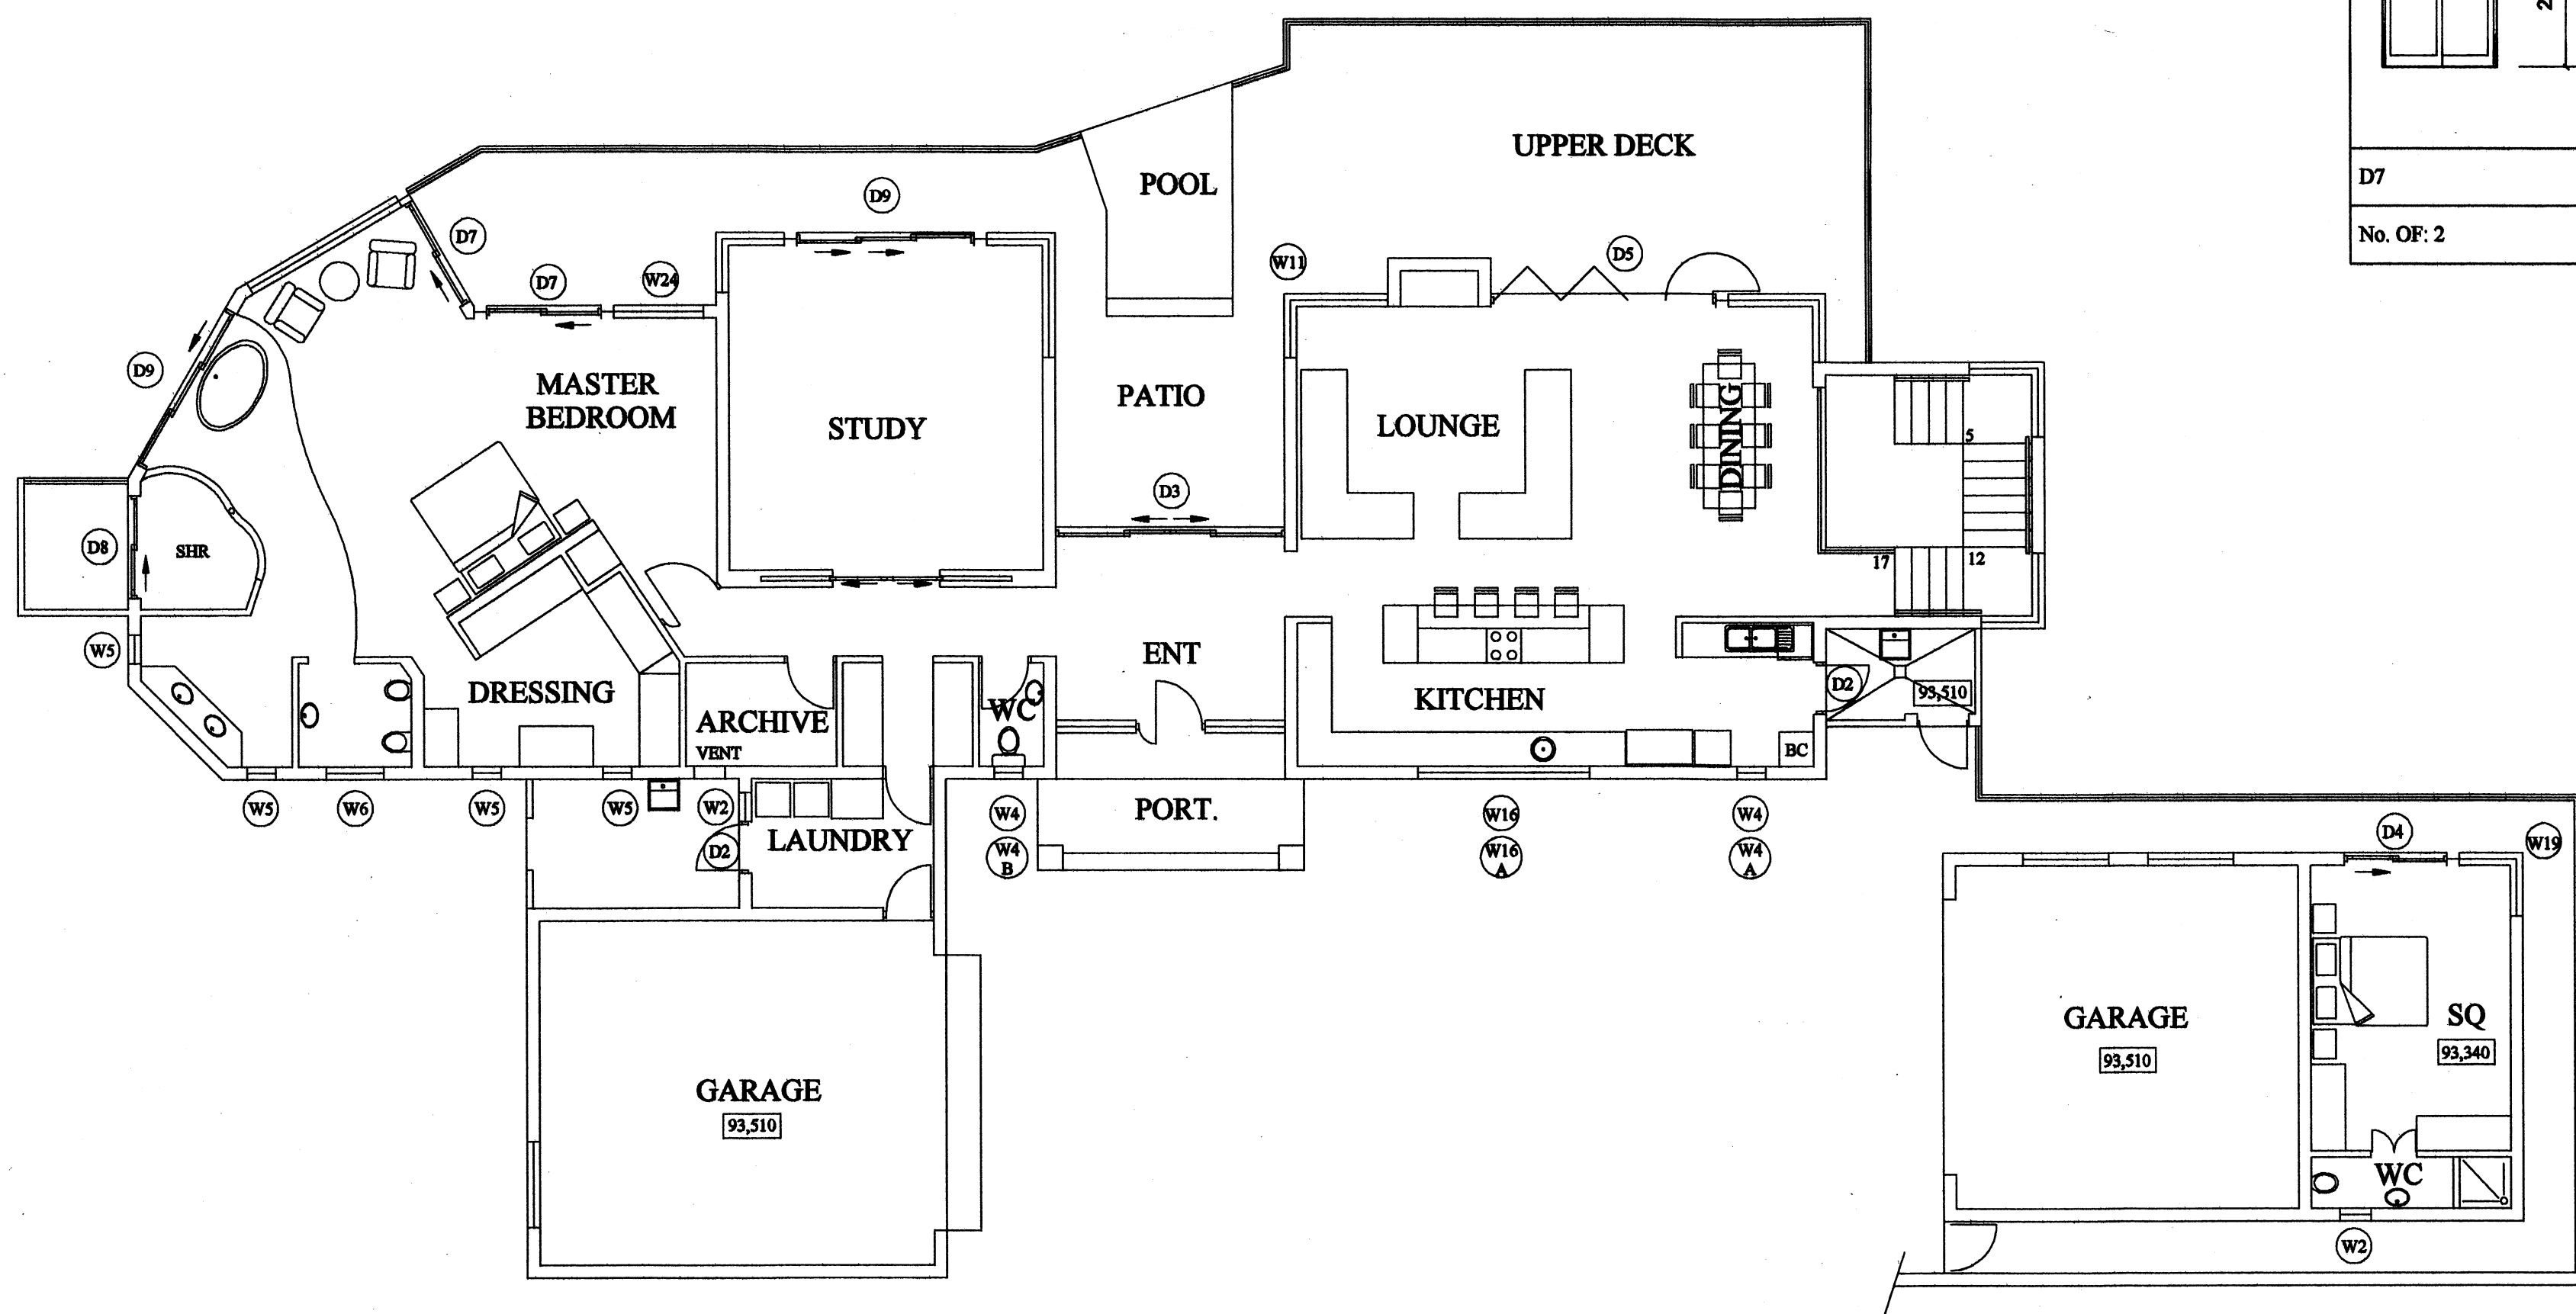 2
UPPER DECK
D7
No. OF: 2
POOL
D9
D7
D7
W24
W11
D5
D9
MASTER
BEDROOM
STUDY
PATIO
LOUNGE
DINING
5
D3
D8
SHR
17
12
W5
ENT
DRESSING
ARCHIVE
VENT
WC
KITCHEN
D2
93,510
BC
W5
W6
W5
W5
W2
D2
LAUNDRY
W4
W4
B
PORT.
W16
W16
A
W4
W4
A
D4
W19
GARAGE
93,510
GARAGE
93,510
SQ
93,340
WC
W2